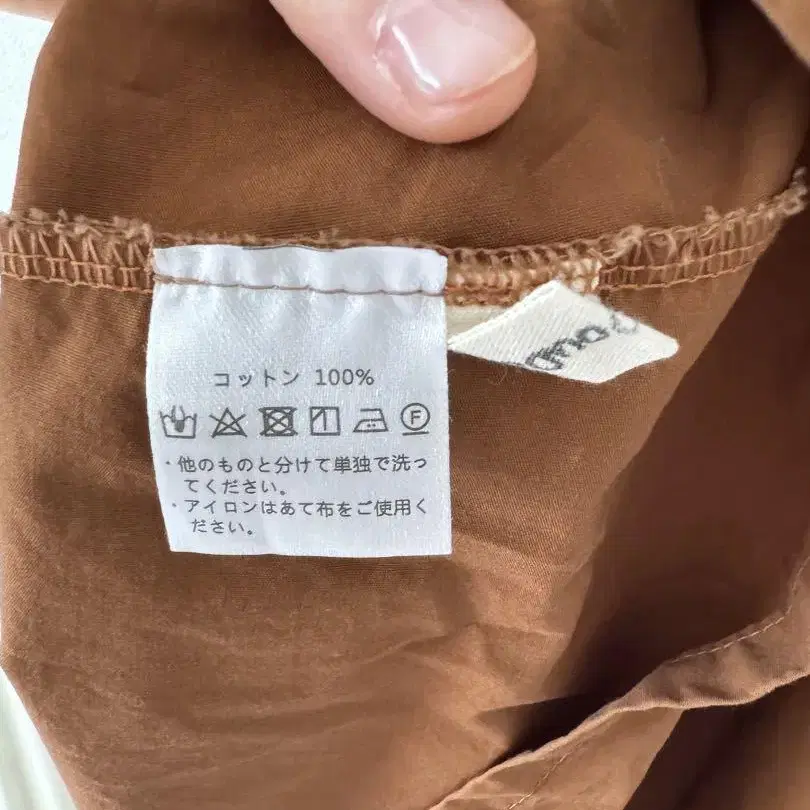 コットン 100%
F
・他のものと分けて単独で洗っ
てください。
・アイロンはあて布をご使用く
ださい。